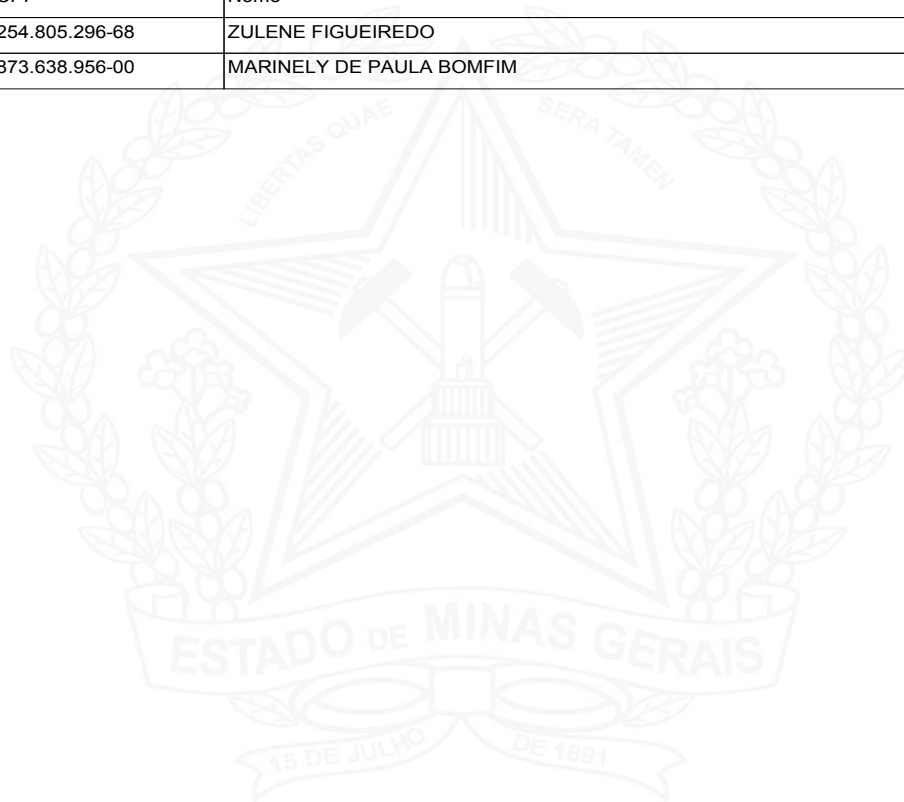 254.805.296-68 ZULENE FIGUEIREDO
873.638.956-00 MARINELY DE PAULA BOMFIM
LIBERTAS QUAE SERA TAMEN
ESTADO DE MINAS GERAIS
15 DE JULHO DE 1891